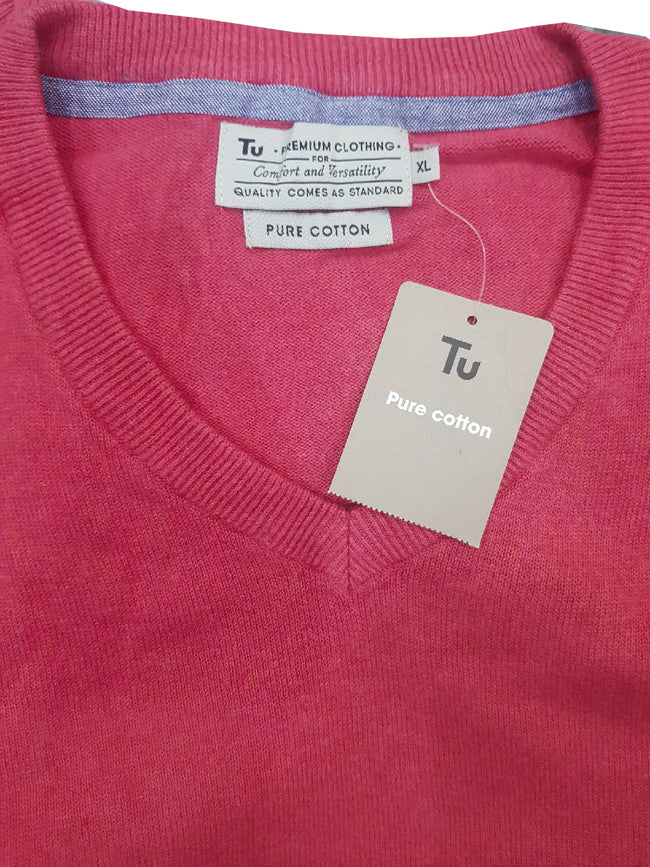 Tu · PREMIUM CLOTHING ·
FOR
Comfort and Versatility
QUALITY COMES AS STANDARD
XL
PURE COTTON
Tu
Pure cotton